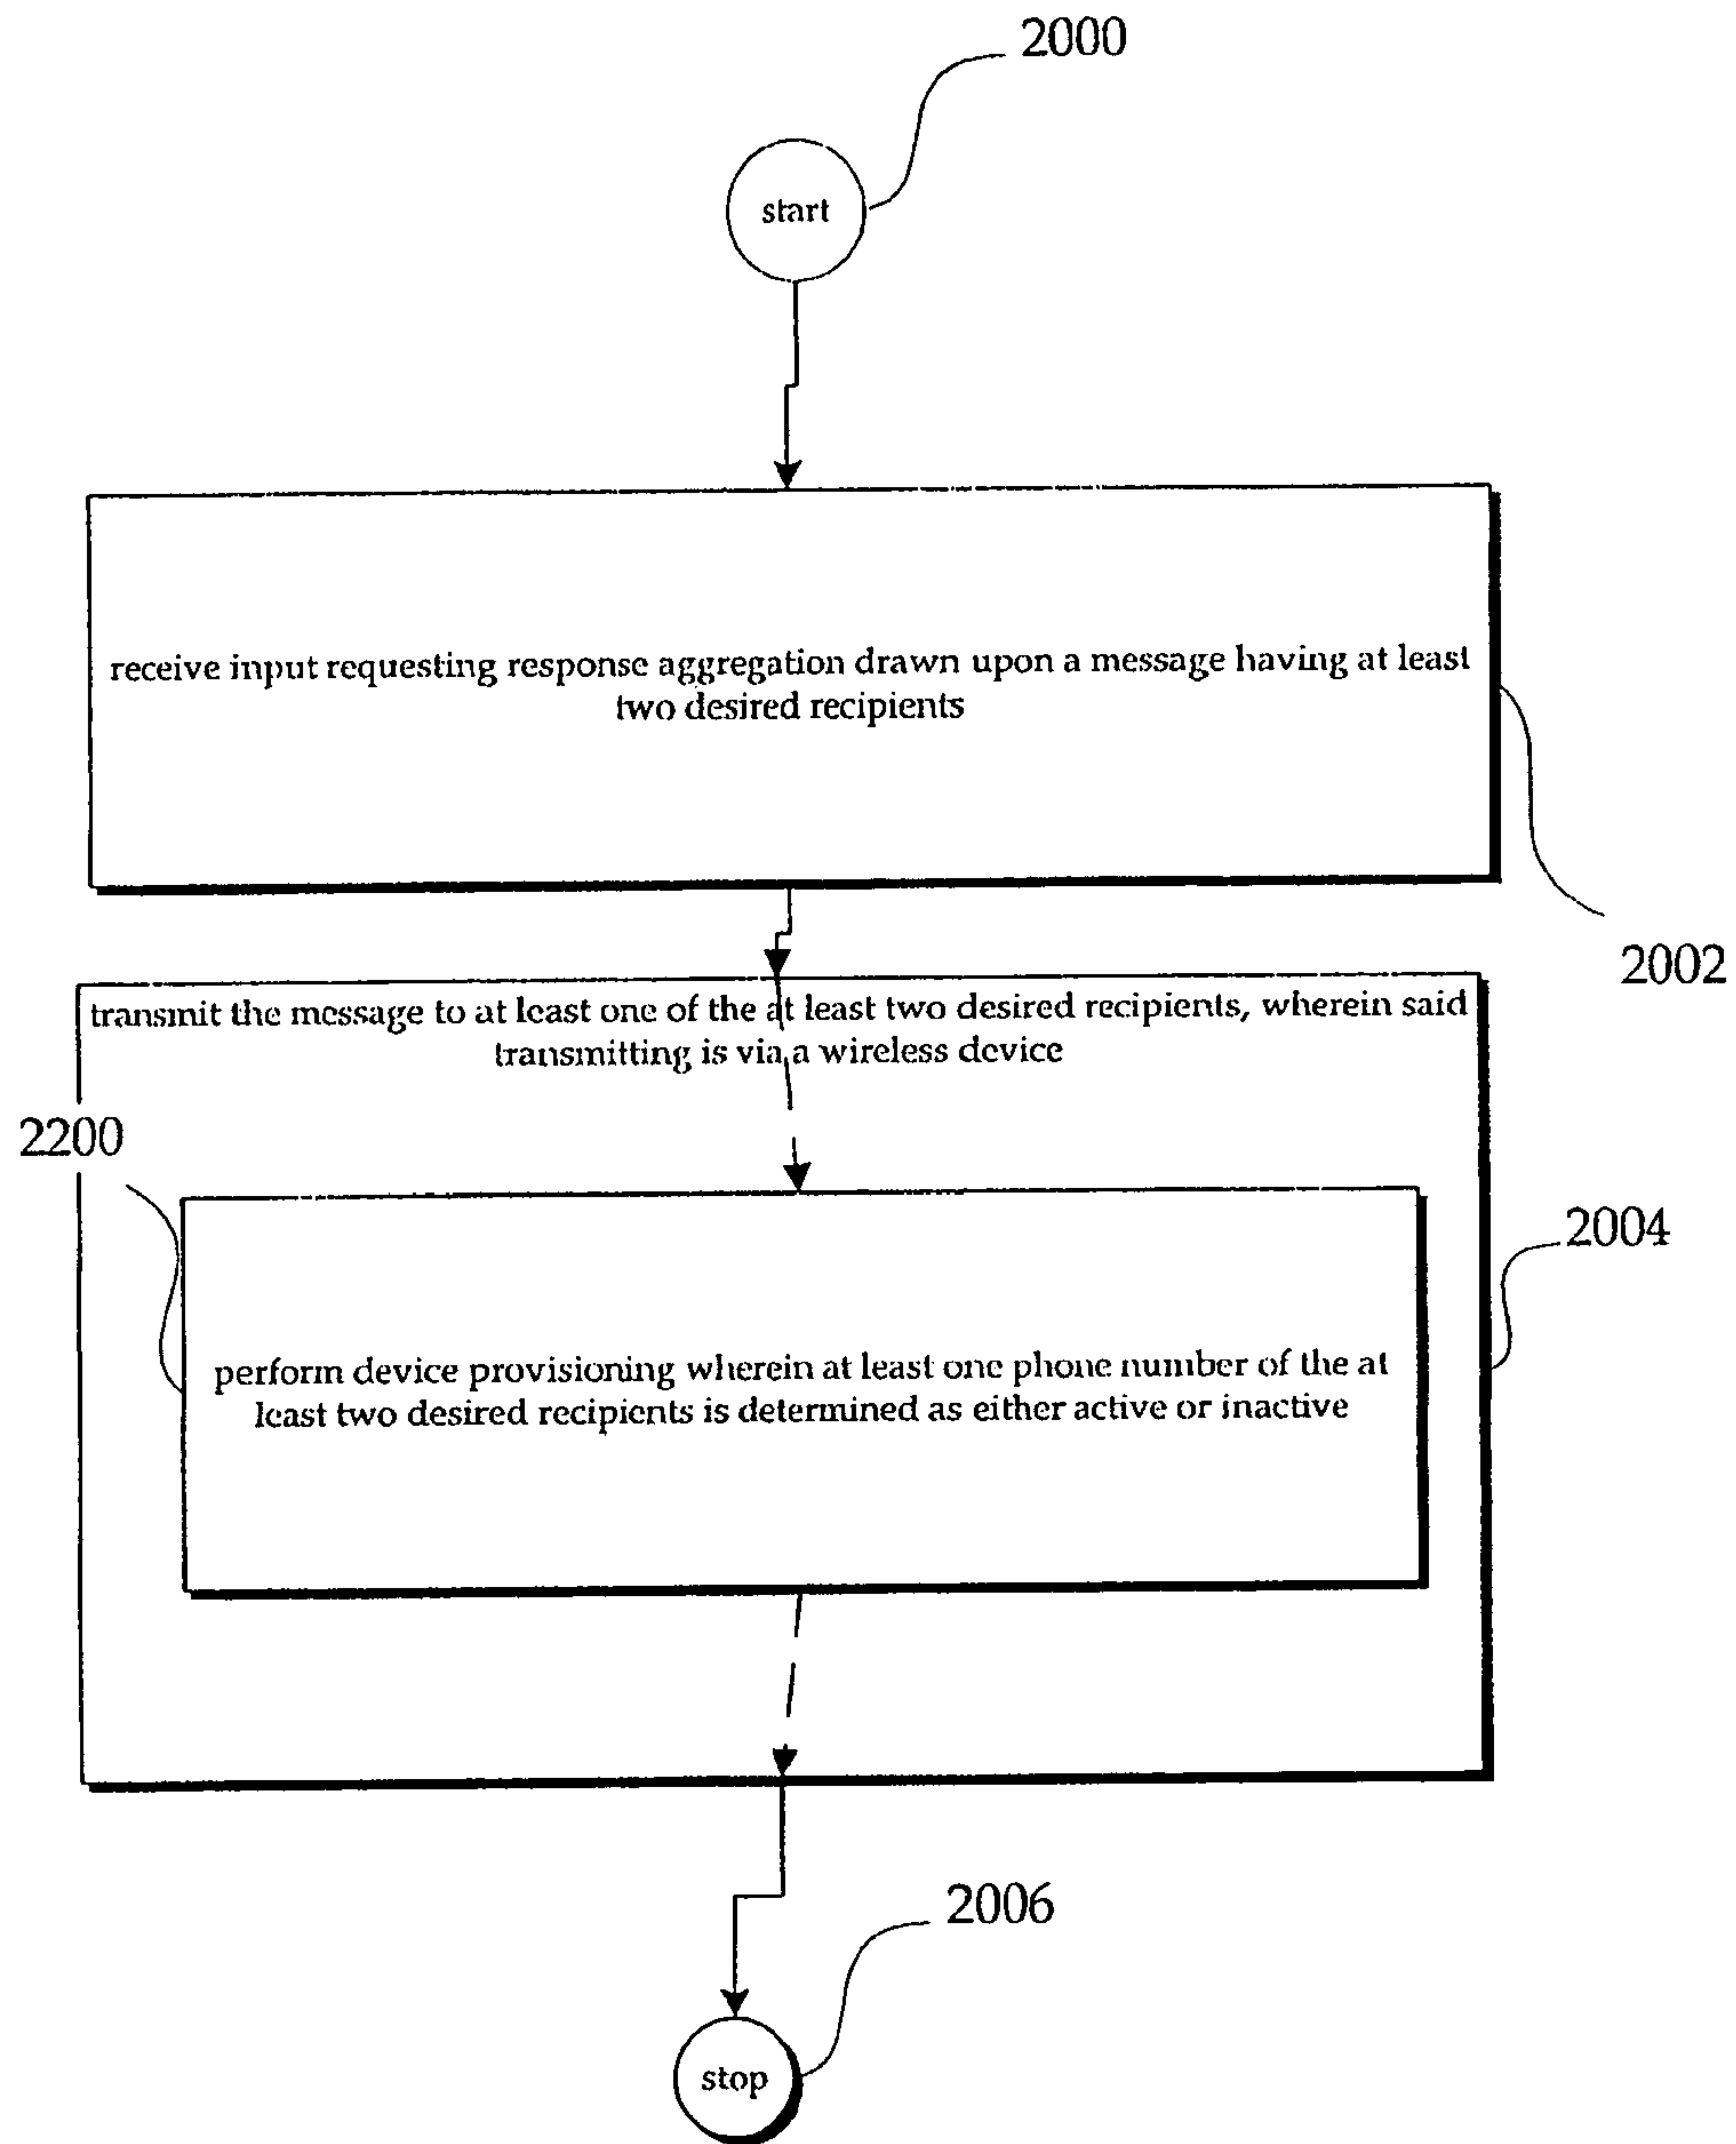 2000
start
receive input requesting response aggregation drawn upon a message having at least
two desired recipients
2002
transmit the message to at least one of the at least two desired recipients, wherein said
transmitting is via a wireless device
2200
2004
perform device provisioning wherein at least one phone number of the at
least two desired recipients is determined as either active or inactive
2006
stop